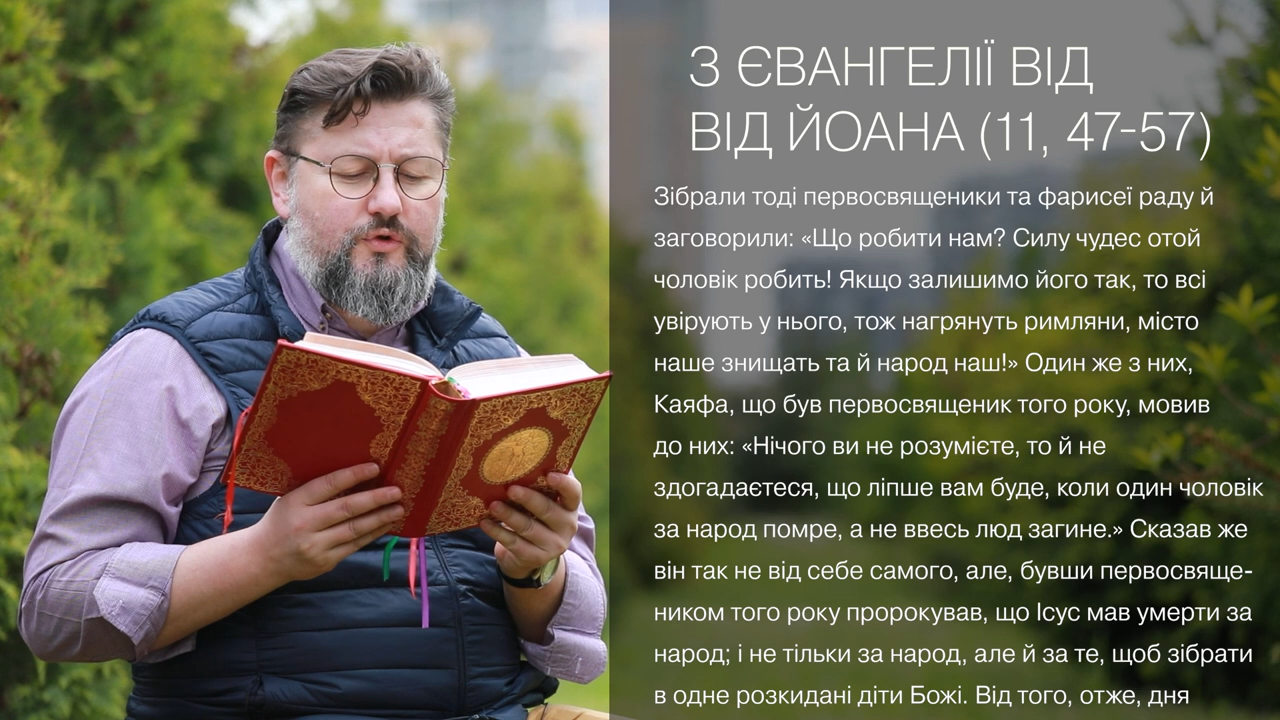 З ЄВАНГЕЛІЇ ВІД
ВІД ЙОАНА (11, 47-57)
Зібрали тоді первосвященики та фарисеї раду й
заговорили: «Що робити нам? Силу чудес отой
чоловік робить! Якщо залишимо його так, то всі
увірують у нього, тож нагрянуть римляни, місто
наше знищать та й народ наш!» Один же з них,
Каяфа, що був первосвященик того року, мовив
до них: «Нічого ви не розумієте, то й не
здогадаєтеся, що ліпше вам буде, коли один чоловік
за народ помре, а не ввесь люд загине.» Сказав же
він так не від себе самого, але, бувши первосвяще-
ником того року пророкував, що Ісус мав умерти за
народ; і не тільки за народ, але й за те, щоб зібрати
в одне розкидані діти Божі. Від того, отже, дня